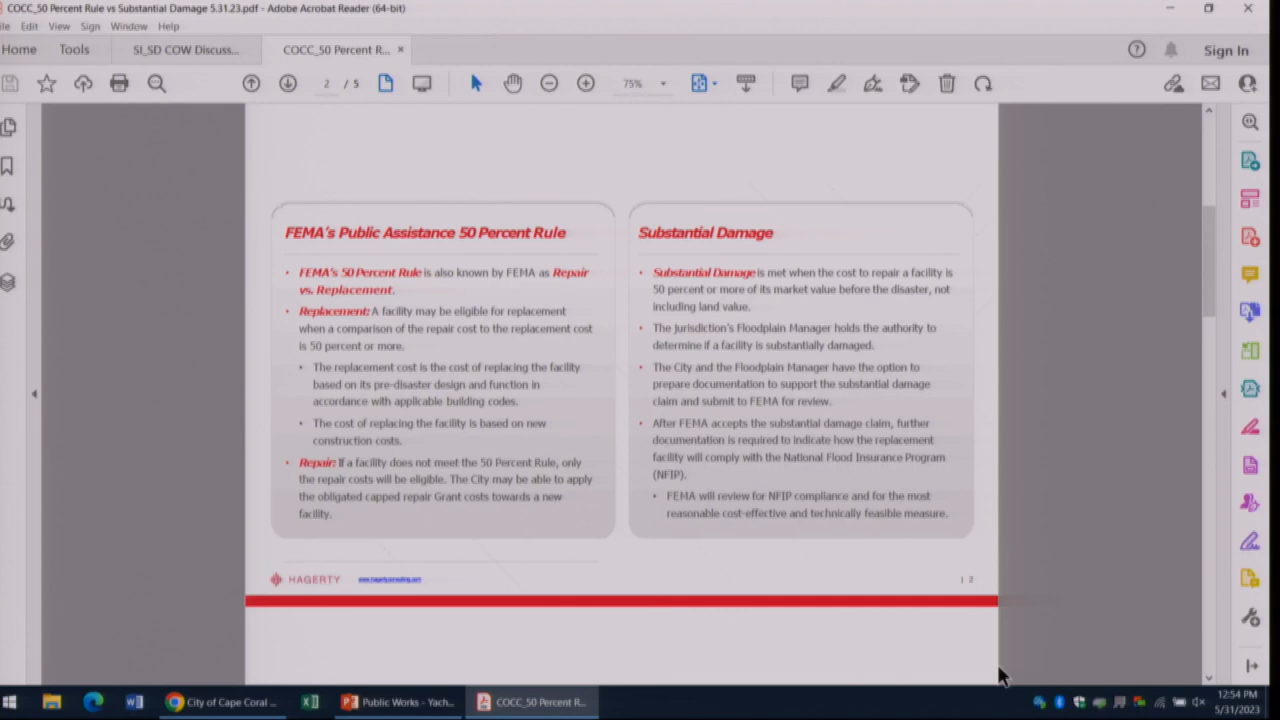 COCC_50 Percent Rule vs Substantial Damage 5.31.23.pdf - Adobe Acrobat Reader (64-bit)
ile Edit View Sign Window Help
Home Tools SI_SD COW Discuss... COCC_50 Percent R... × Sign In
2 / 5 75%
FEMA's Public Assistance 50 Percent Rule
• FEMA's 50 Percent Rule is also known by FEMA as Repair
vs. Replacement.
• Replacement: A facility may be eligible for replacement
when a comparison of the repair cost to the replacement cost
is 50 percent or more.
• The replacement cost is the cost of replacing the facility
based on its pre-disaster design and function in
accordance with applicable building codes.
• The cost of replacing the facility is based on new
construction costs.
• Repair: If a facility does not meet the 50 Percent Rule, only
the repair costs will be eligible. The City may be able to apply
the obligated capped repair Grant costs towards a new
facility.
Substantial Damage
• Substantial Damage is met when the cost to repair a facility is
50 percent or more of its market value before the disaster, not
including land value.
• The Jurisdiction's Floodplain Manager holds the authority to
determine if a facility is substantially damaged.
• The City and the Floodplain Manager have the option to
prepare documentation to support the substantial damage
claim and submit to FEMA for review.
• After FEMA accepts the substantial damage claim, further
documentation is required to indicate how the replacement
facility will comply with the National Flood Insurance Program
(NFIP).
• FEMA will review for NFIP compliance and for the most
reasonable cost-effective and technically feasible measure.
HAGERTY www.hagertyconsulting.com | 2
City of Cape Coral ... Public Works - Yach... COCC_50 Percent R...
12:54 PM
5/31/2023